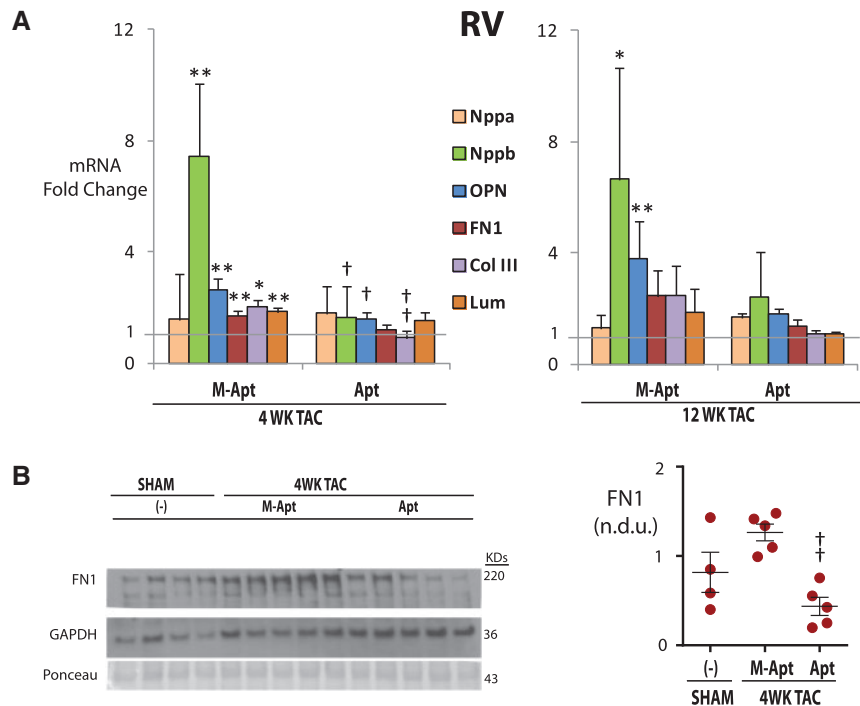 A
RV
12
8
4
1
0
mRNA
Fold Change
**
**
**
*
**
†
†
†
†
M-Apt
Apt
4 WK TAC
Nppa
Nppb
OPN
FN1
Col III
Lum
12
8
4
1
0
*
**
M-Apt
Apt
12 WK TAC
B
SHAM
4WK TAC
(-)
M-Apt
Apt
KDs
FN1
220
GAPDH
36
Ponceau
43
FN1
(n.d.u.)
2
1
0
†
†
(-)
M-Apt
Apt
SHAM
4WK TAC